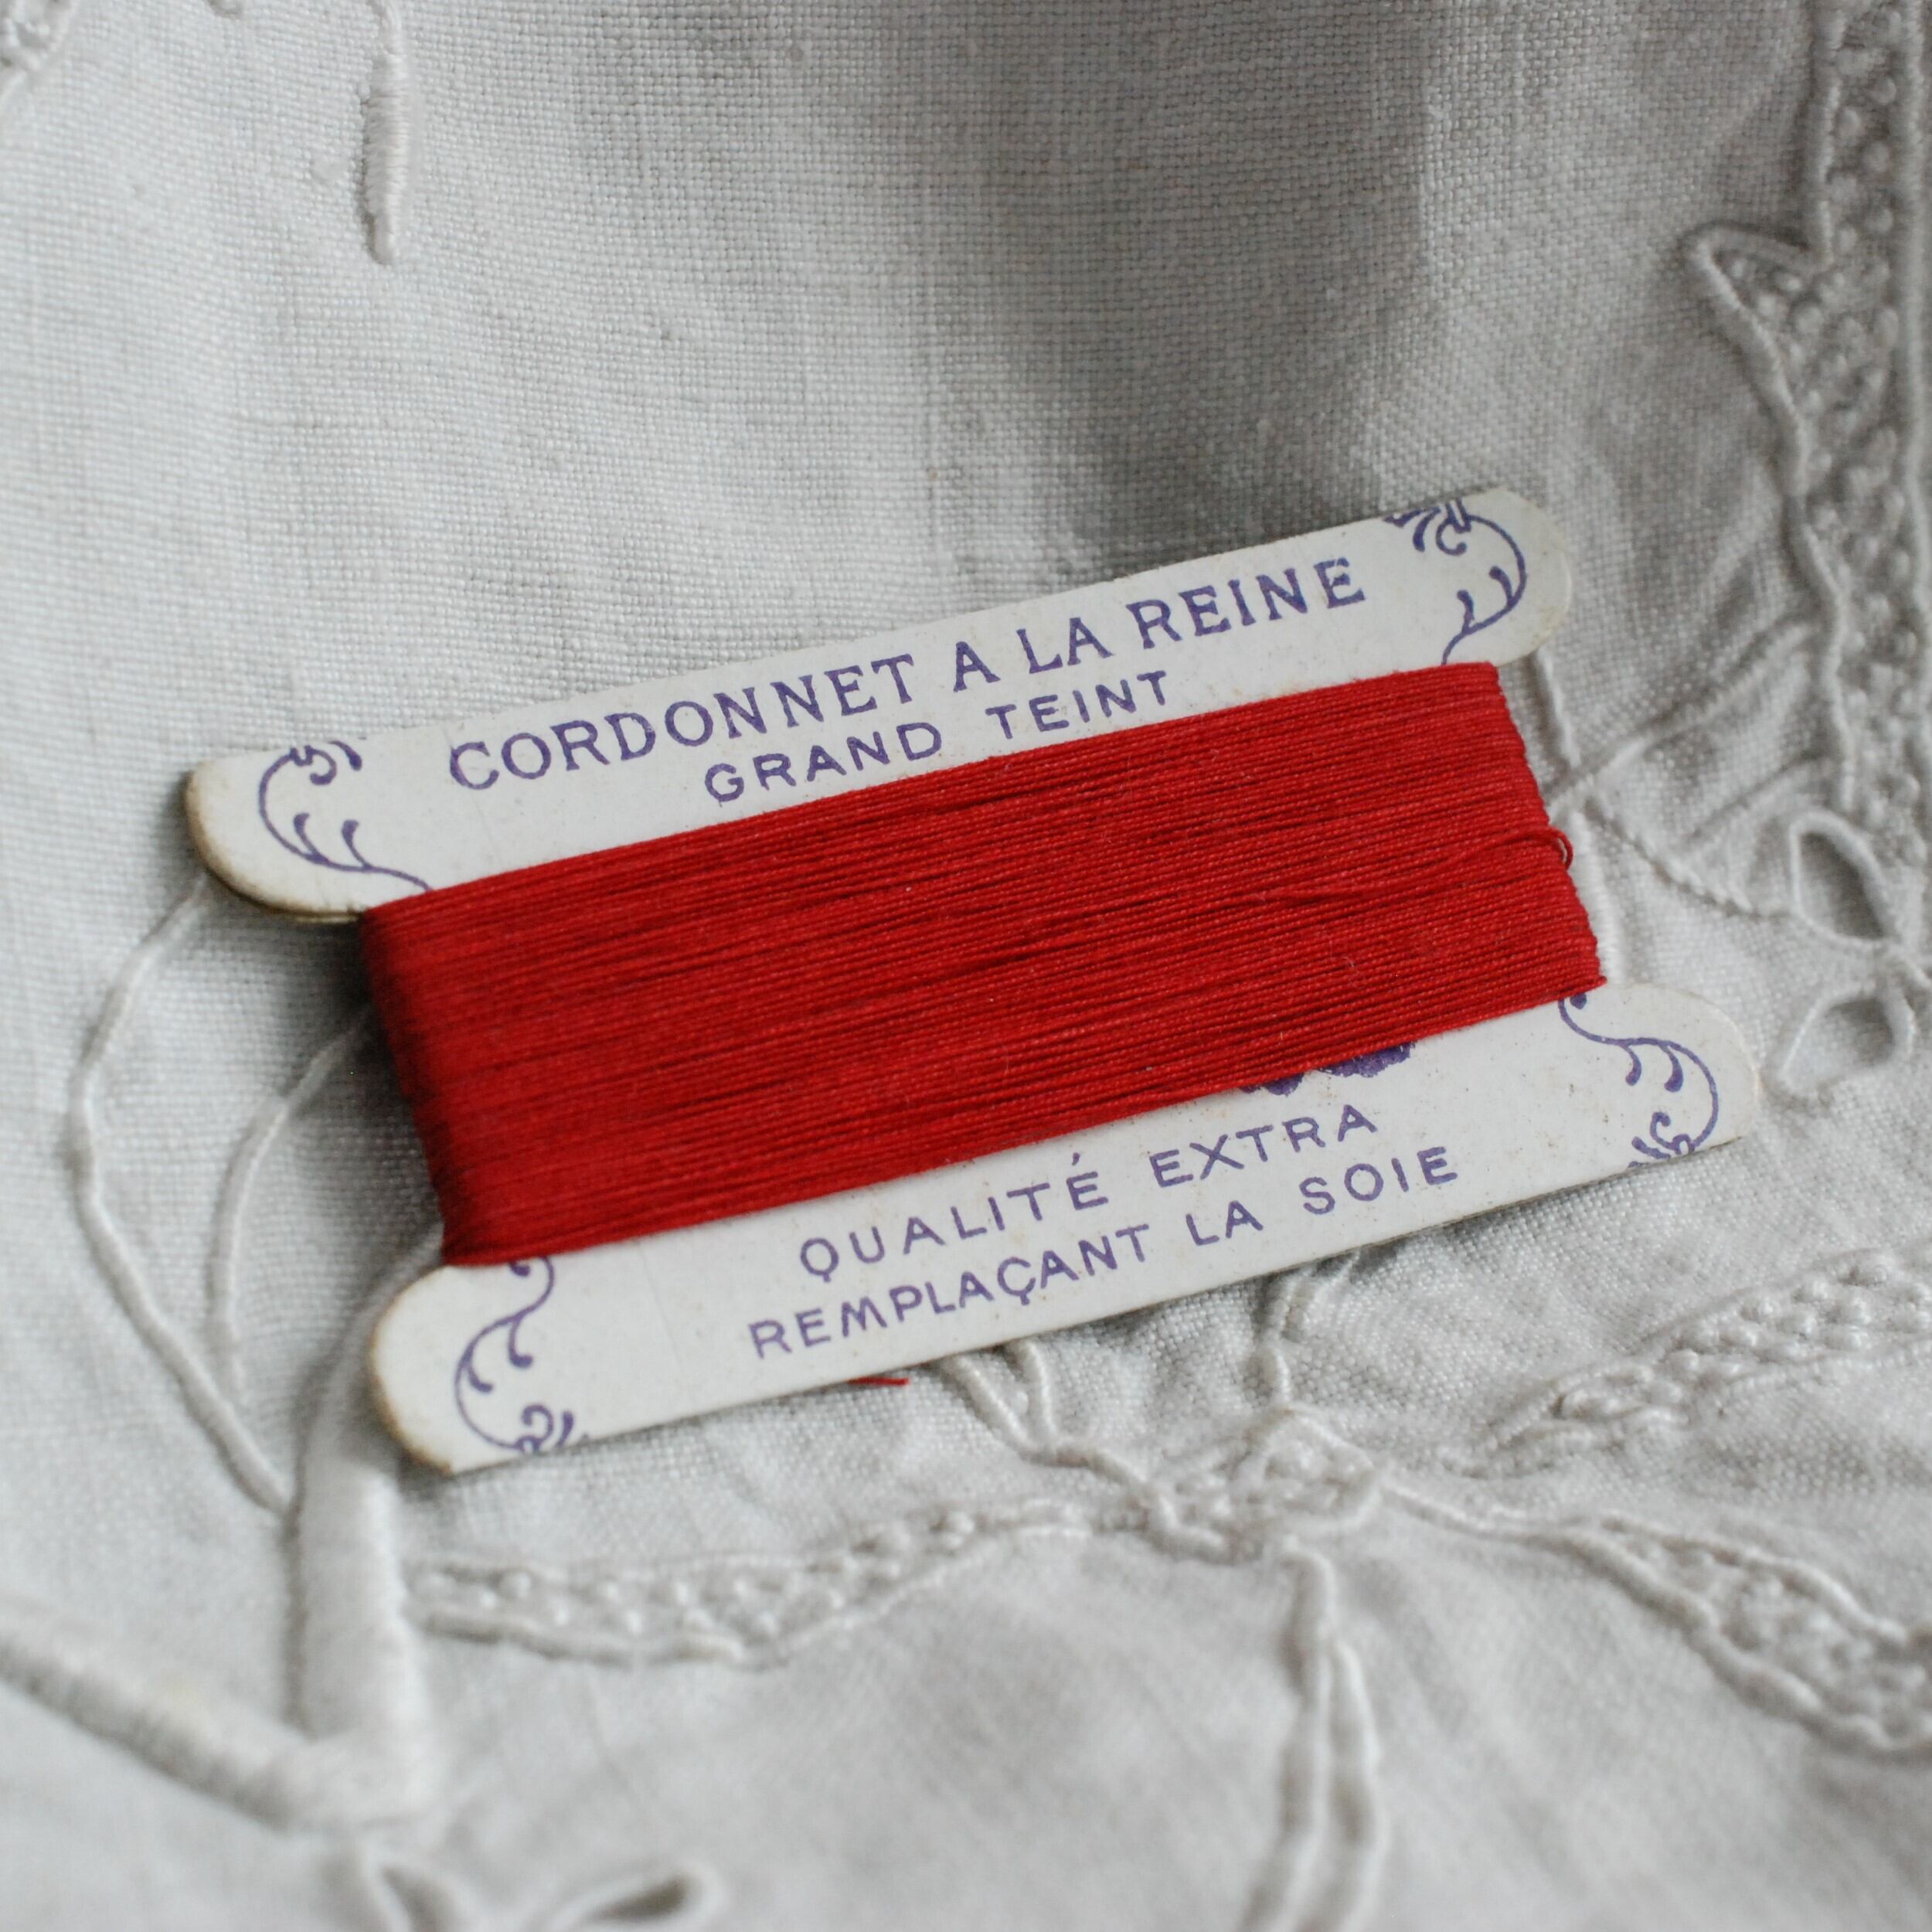 CORDONNET A LA REINE
GRAND TEINT
QUALITÉ EXTRA
REMPLAÇANT LA SOIE